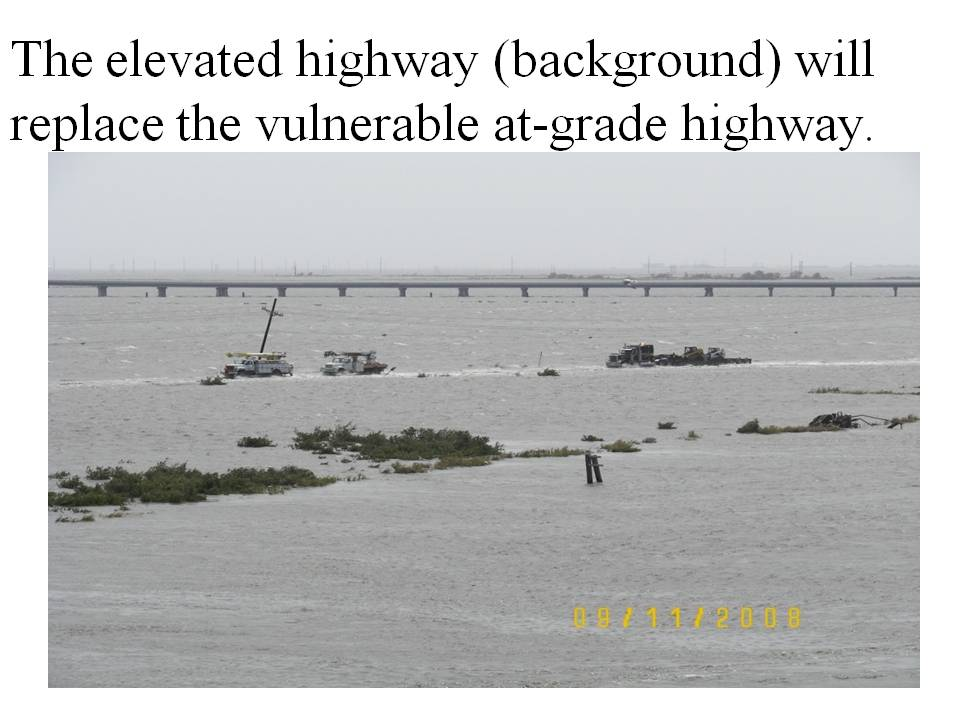 The elevated highway (background) will
replace the vulnerable at-grade highway.
09/11/2008